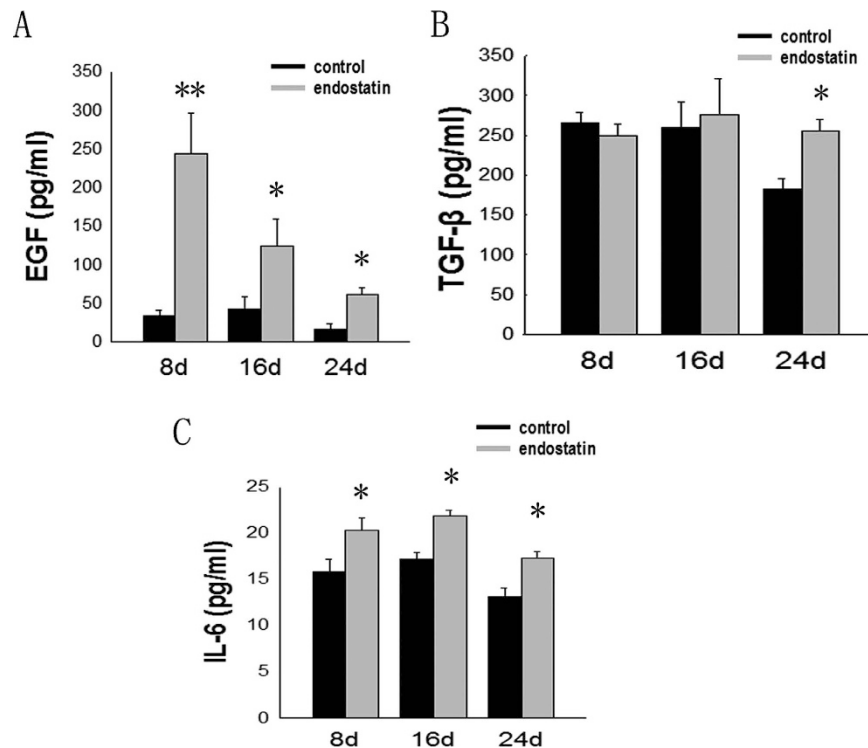 A
control
endostatin
EGF (pg/ml)
350
300
250
200
150
100
50
0
**
*
*
8d
16d
24d
B
control
endostatin
TGF-β (pg/ml)
350
300
250
200
150
100
50
0
*
8d
16d
24d
C
control
endostatin
IL-6 (pg/ml)
25
20
15
10
5
0
*
*
*
8d
16d
24d